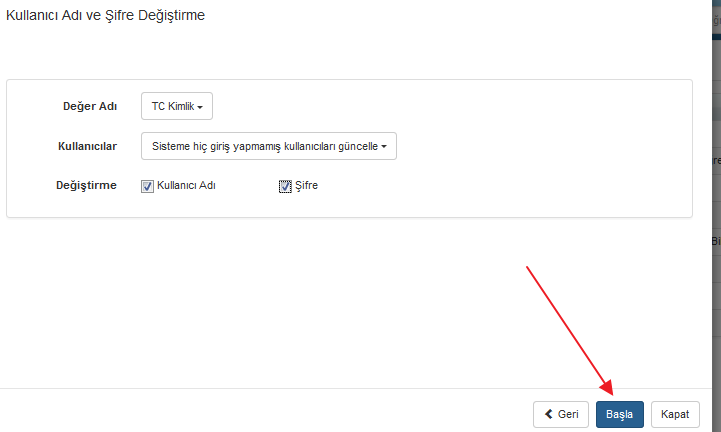 Kullanıcı Adı ve Şifre Değiştirme
Değer Adı TC Kimlik
Kullanıcılar Sisteme hiç giriş yapmamış kullanıcıları güncelle
Değiştirme Kullanıcı Adı Şifre
Geri Başla Kapat